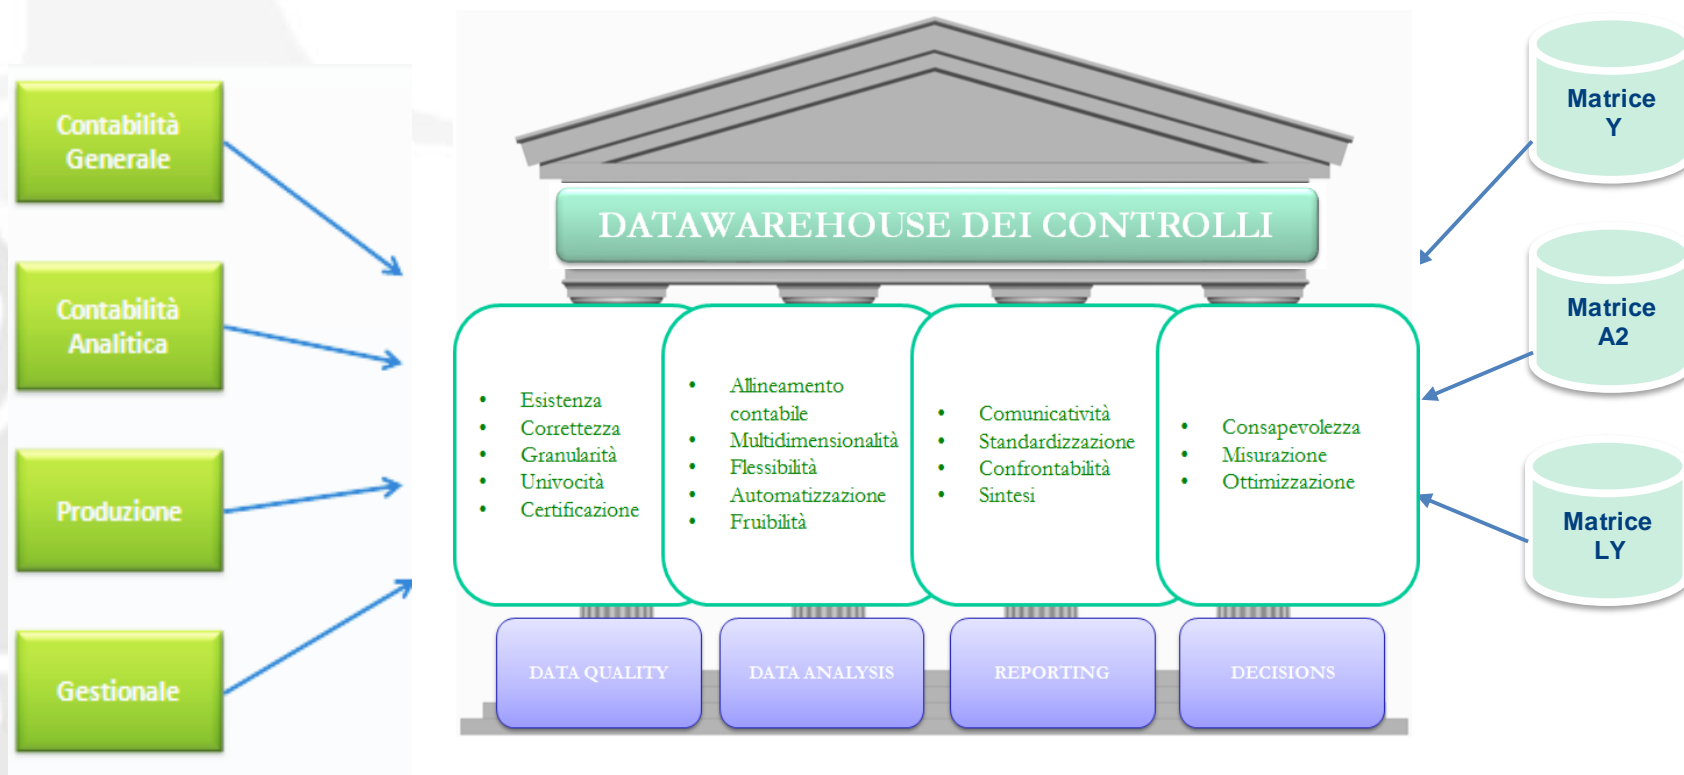 Contabilità
Generale
Contabilità
Analitica
Produzione
Gestionale
DATAWAREHOUSE DEI CONTROLLI
• Esistenza
• Correttezza
• Granularità
• Univocità
• Certificazione
• Allineamento
contabile
• Multidimensionalità
• Flessibilità
• Automatizzazione
• Fruibilità
• Comunicatività
• Standardizzazione
• Confrontabilità
• Sintesi
• Consapevolezza
• Misurazione
• Ottimizzazione
DATA QUALITY
DATA ANALYSIS
REPORTING
DECISIONS
Matrice
Y
Matrice
A2
Matrice
LY